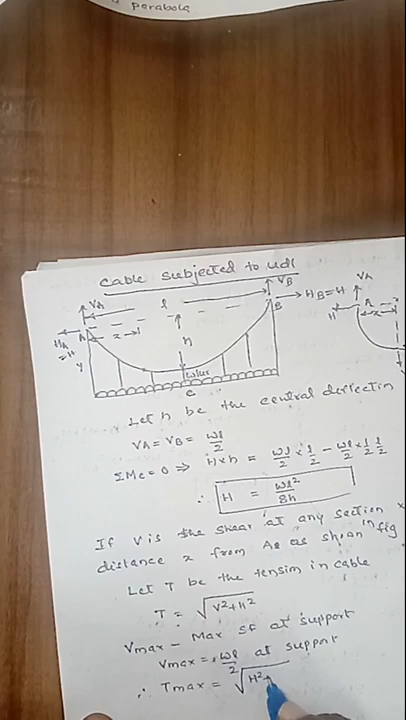 parabola
Cable subjected to udl
VA
l
VB
HA
=H
A
x
h
B
HB=H
y
w/ur
c
VA
H
A
x
Let h be the central deflection
VA = VB = wl/2
ΣMc=0 ⇒ H×h = wl/2 × l/2 - wl × 1/2 l/2
∴ H = wl²/8h
If V is the shear at any section
distance x from A as shown in fig
Let T be the tension in cable
T = √V²+H²
Vmax - Max SF at support
Vmax = wl/2 at support
∴ Tmax = √H²+